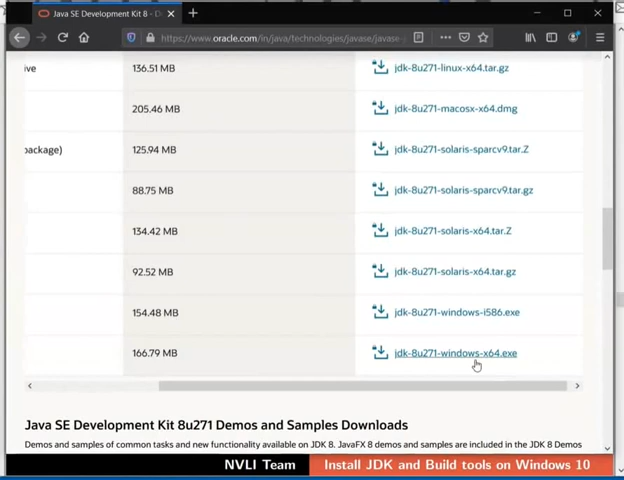 Java SE Development Kit 8 - D
https://www.oracle.com/in/java/technologies/javase/javase-
ive 136.51 MB jdk-8u271-linux-x64.tar.gz
205.46 MB jdk-8u271-macosx-x64.dmg
package) 125.94 MB jdk-8u271-solaris-sparcv9.tar.Z
88.75 MB jdk-8u271-solaris-sparcv9.tar.gz
134.42 MB jdk-8u271-solaris-x64.tar.Z
92.52 MB jdk-8u271-solaris-x64.tar.gz
154.48 MB jdk-8u271-windows-i586.exe
166.79 MB jdk-8u271-windows-x64.exe
Java SE Development Kit 8u271 Demos and Samples Downloads
Demos and samples of common tasks and new functionality available on JDK 8. JavaFX 8 demos and samples are included in the JDK 8 Demos
NVLI Team Install JDK and Build tools on Windows 10